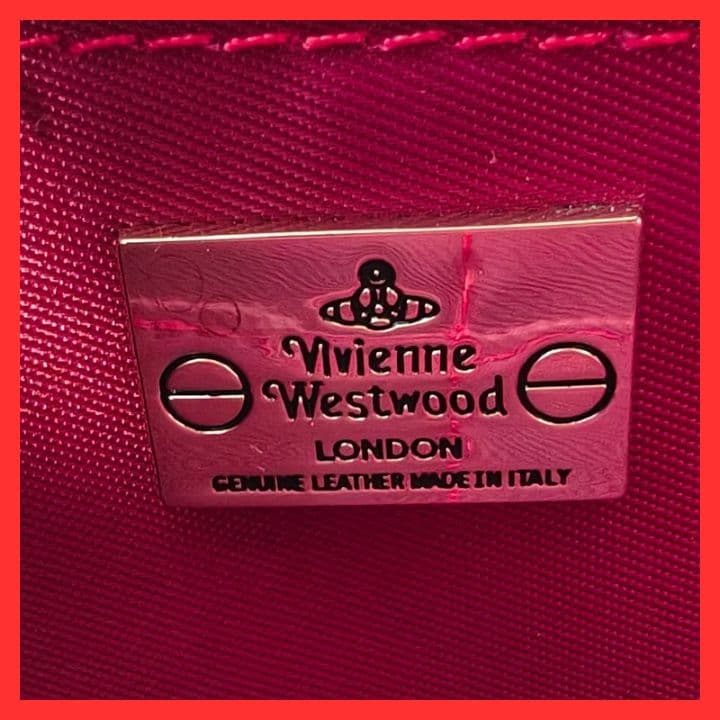 Vivienne
Westwood
LONDON
GENUINE LEATHER MADE IN ITALY